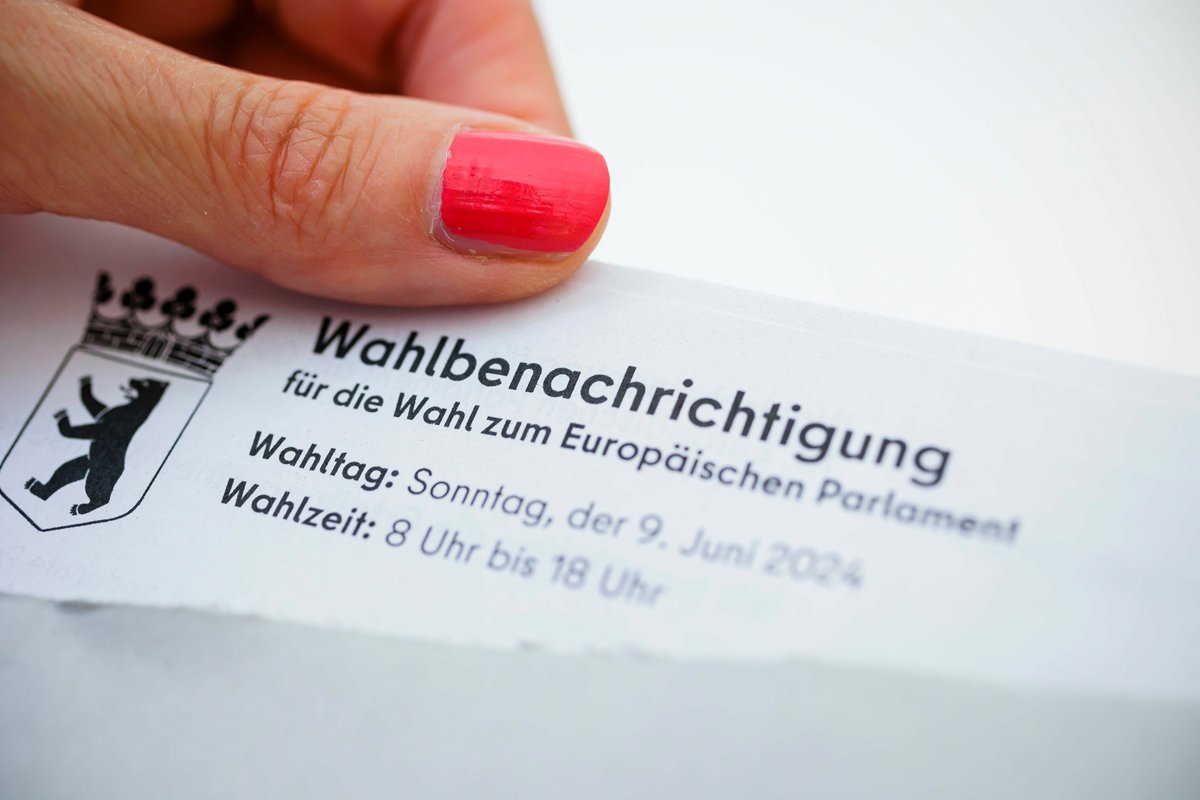 Wahlbenachrichtigung
für die Wahl zum Europäischen Parlament
Wahltag: Sonntag, der 9. Juni 2024
Wahlzeit: 8 Uhr bis 18 Uhr